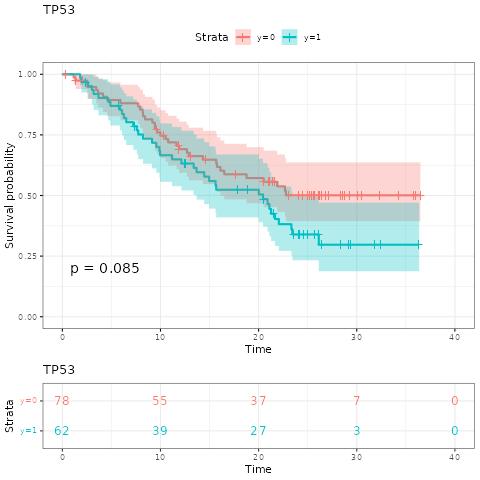 TP53
Strata y=0 y=1
Survival probability
1.00
0.75
0.50
0.25
0.00
p = 0.085
0 10 20 30 40
Time
TP53
Strata
y=0 78 55 37 7 0
y=1 62 39 27 3 0
0 10 20 30 40
Time